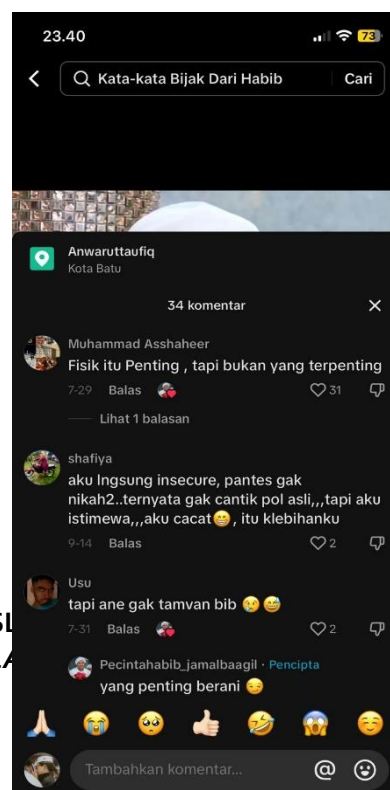 23.40
73
Kata-kata Bijak Dari Habib
Cari
Anwaruttaufiq
Kota Batu
34 komentar
Muhammad Asshaheer
Fisik itu Penting , tapi bukan yang terpenting
7-29 Balas 31
Lihat 1 balasan
shafiya
aku lngsung insecure, pantes gak
nikah2..ternyata gak cantik pol asli,,,tapi aku
istimewa,,,aku cacat😁, itu klebihanku
9-14 Balas 2
Usu
tapi ane gak tamvan bib 😢😅
7-31 Balas 2
Pecintahabib_jamalbaagil · Pencipta
yang penting berani 😏
Tambahkan komentar...
@